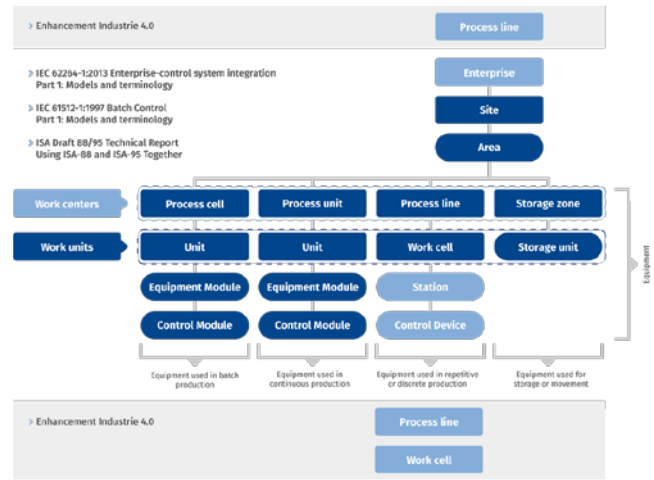 Enhancement Industrie 4.0
Process line
IEC 62264-1:2013 Enterprise-control system integration
Part 1: Models and terminology
IEC 61512-1:1997 Batch Control
Part 1: Models and terminology
ISA Draft 88/95 Technical Report
Using ISA-88 and ISA-95 Together
Enterprise
Site
Area
Work centers
Process cell
Process unit
Process line
Storage zone
Work units
Unit
Unit
Work cell
Storage unit
Equipment Module
Equipment Module
Station
Control Module
Control Module
Control Device
Equipment
Equipment used in batch
production
Equipment used in
continuous production
Equipment used in repetitive
or discrete production
Equipment used for
storage or movement
Enhancement Industrie 4.0
Process line
Work cell